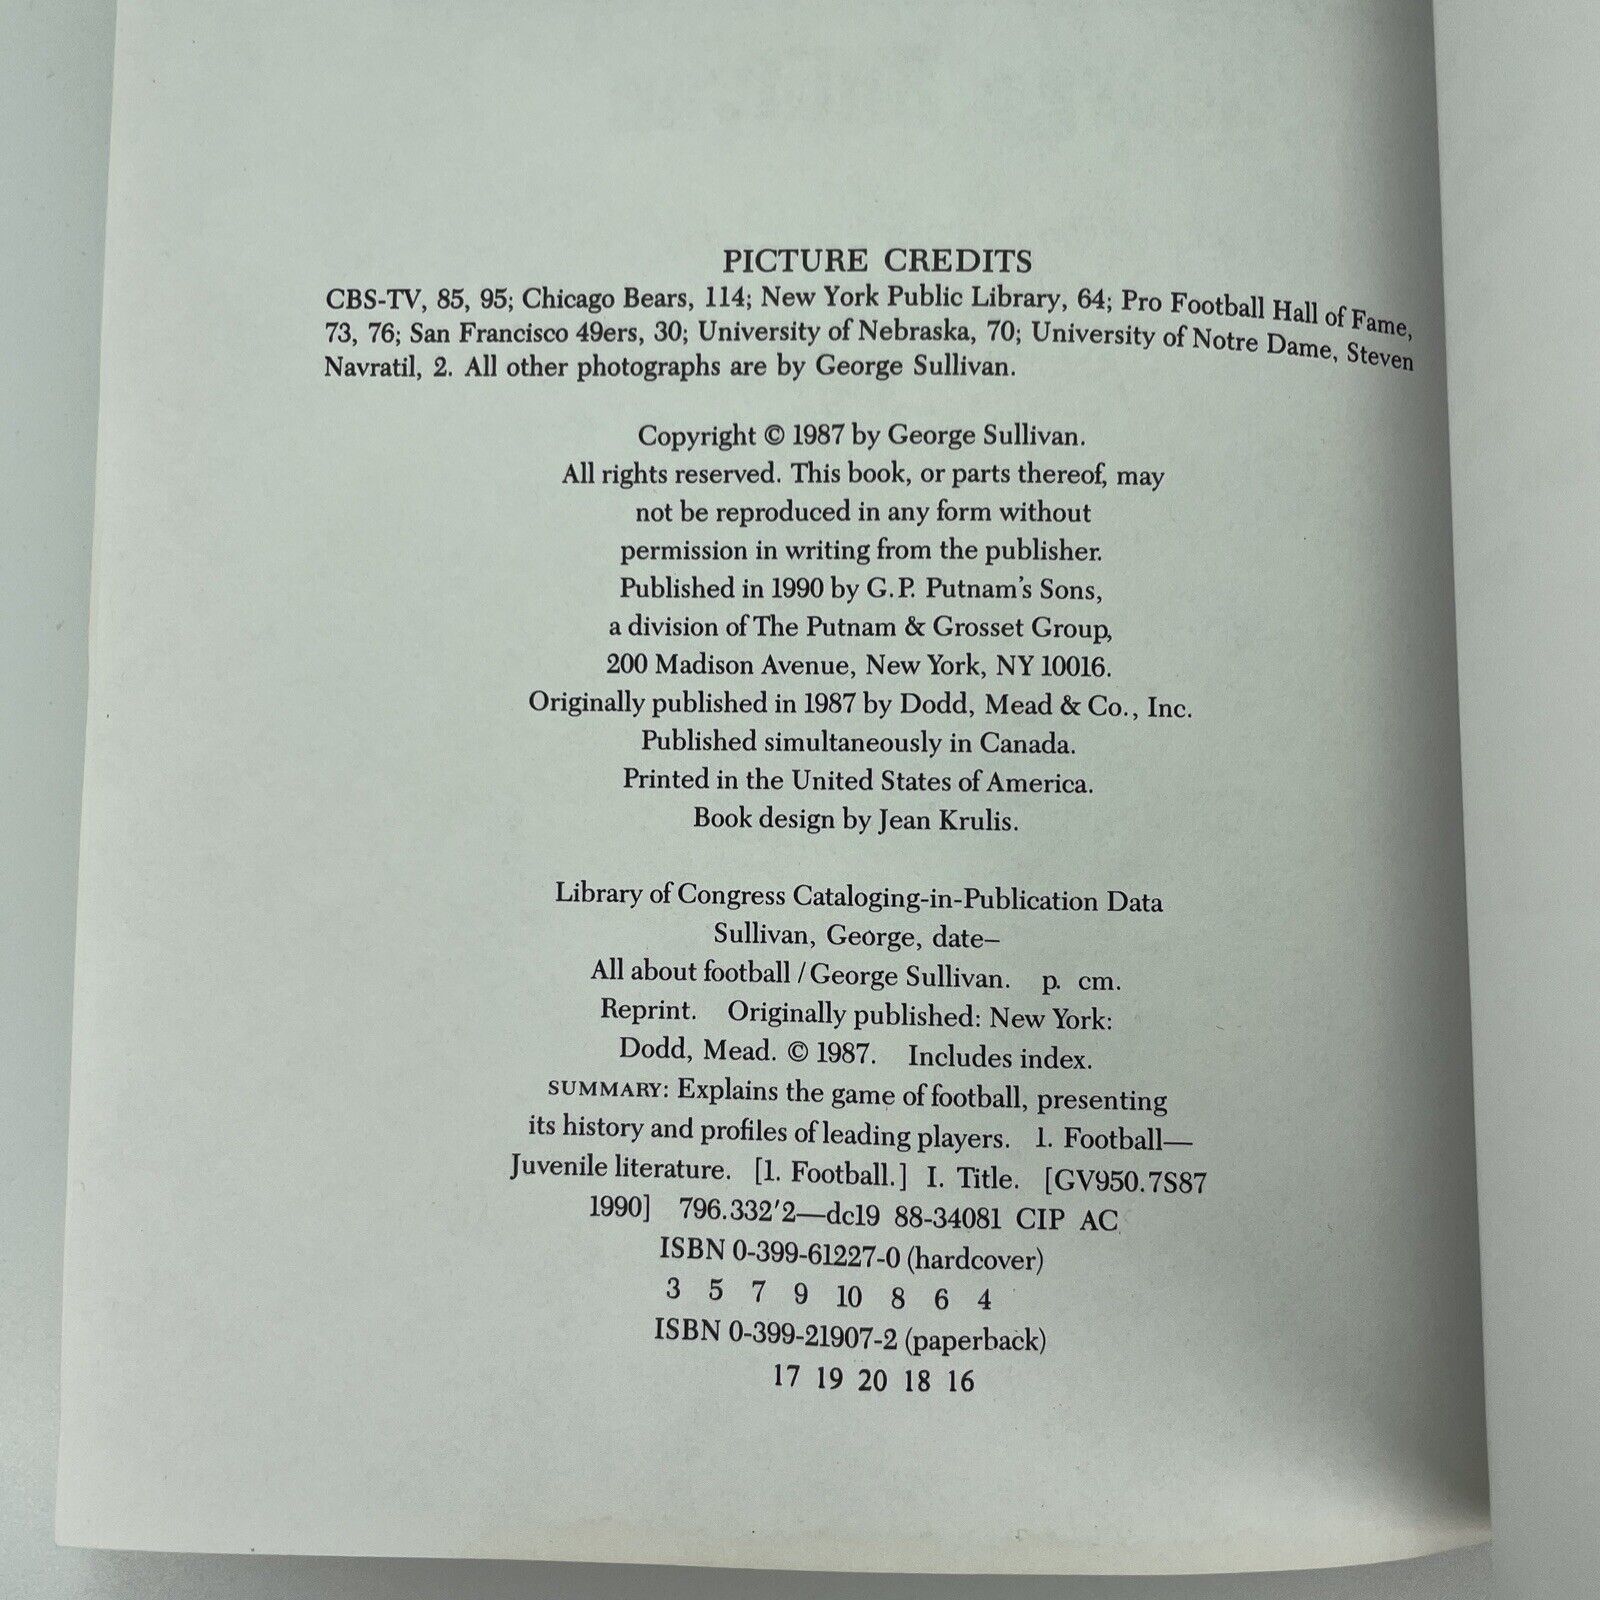 PICTURE CREDITS
CBS-TV, 85, 95; Chicago Bears, 114; New York Public Library, 64; Pro Football Hall of Fame,
73, 76; San Francisco 49ers, 30; University of Nebraska, 70; University of Notre Dame, Steven
Navratil, 2. All other photographs are by George Sullivan.
Copyright © 1987 by George Sullivan.
All rights reserved. This book, or parts thereof, may
not be reproduced in any form without
permission in writing from the publisher.
Published in 1990 by G.P. Putnam's Sons,
a division of The Putnam & Grosset Group,
200 Madison Avenue, New York, NY 10016.
Originally published in 1987 by Dodd, Mead & Co., Inc.
Published simultaneously in Canada.
Printed in the United States of America.
Book design by Jean Krulis.
Library of Congress Cataloging-in-Publication Data
Sullivan, George, date–
All about football / George Sullivan. p. cm.
Reprint. Originally published: New York:
Dodd, Mead. © 1987. Includes index.
SUMMARY: Explains the game of football, presenting
its history and profiles of leading players. 1. Football—
Juvenile literature. [1. Football.] I. Title. [GV950.7S87
1990] 796.332'2—dc19 88-34081 CIP AC
ISBN 0-399-61227-0 (hardcover)
3 5 7 9 10 8 6 4
ISBN 0-399-21907-2 (paperback)
17 19 20 18 16